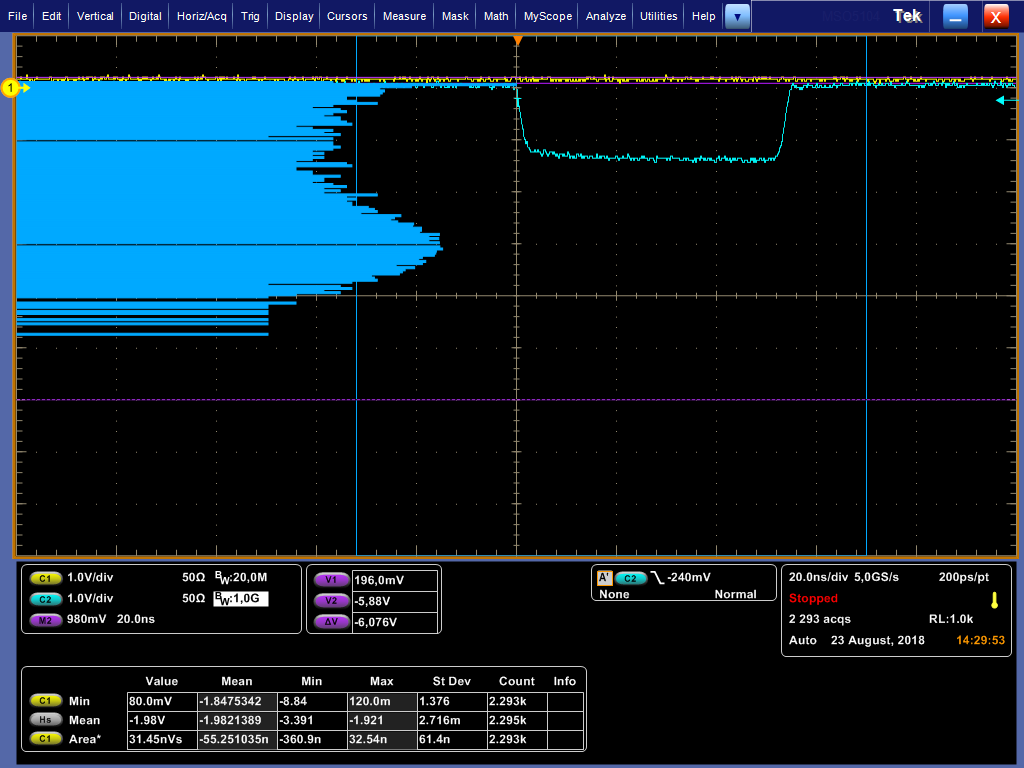 File Edit Vertical Digital Horiz/Acq Trig Display Cursors Measure Mask Math MyScope Analyze Utilities Help Tek X
1
C1 1.0V/div 50Ω BW:20,0M
C2 1.0V/div 50Ω BW:1,0G
M2 980mV 20.0ns
V1 196,0mV
V2 -5,88V
ΔV -6,076V
A' C2 -240mV
None Normal
20.0ns/div 5,0GS/s 200ps/pt
Stopped
2 293 acqs RL:1.0k
Auto 23 August, 2018 14:29:53
Value Mean Min Max St Dev Count Info
C1 Min 80.0mV -1.8475342 -8.84 120.0m 1.376 2.293k
Hs Mean -1.98V -1.9821389 -3.391 -1.921 2.716m 2.295k
C1 Area* 31.45nVs -55.251035n -360.9n 32.54n 61.4n 2.293k